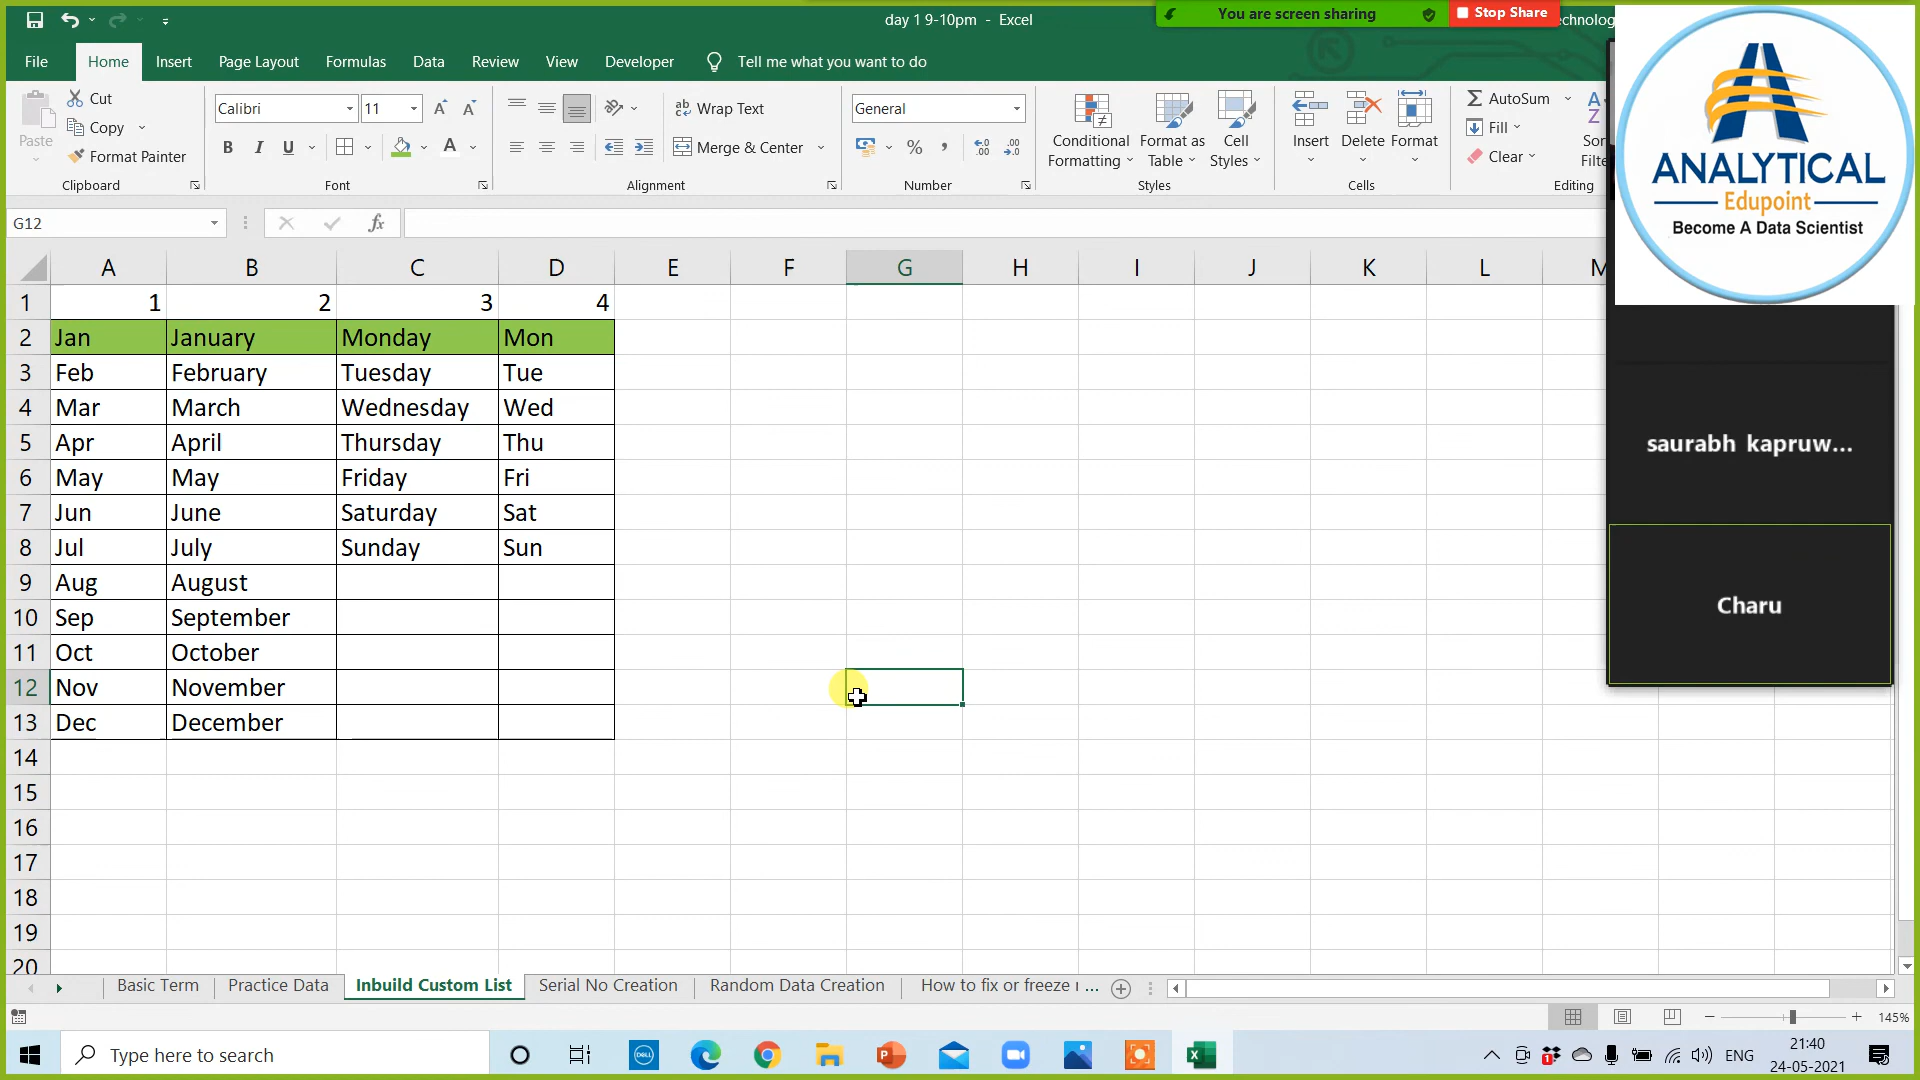 day 1 9-10pm - Excel
You are screen sharing
Stop Share
File Home Insert Page Layout Formulas Data Review View Developer Tell me what you want to do
Paste
Cut
Copy
Format Painter
Clipboard
Calibri 11
B I U A
Font
Wrap Text
Merge & Center
Alignment
General
%
Number
Conditional Formatting
Format as Table
Cell Styles
Styles
Insert Delete Format
Cells
AutoSum
Fill
Clear
Editing
ANALYTICAL
Edupoint
Become A Data Scientist
G12
fx
A B C D E F G H I J K L
1 1 2 3 4
2 Jan January Monday Mon
3 Feb February Tuesday Tue
4 Mar March Wednesday Wed
5 Apr April Thursday Thu
6 May May Friday Fri
7 Jun June Saturday Sat
8 Jul July Sunday Sun
9 Aug August
10 Sep September
11 Oct October
12 Nov November
13 Dec December
14
15
16
17
18
19
20
saurabh kapruw...
Charu
Basic Term Practice Data Inbuild Custom List Serial No Creation Random Data Creation How to fix or freeze r ...
145%
Type here to search
DELL
ENG
21:40
24-05-2021